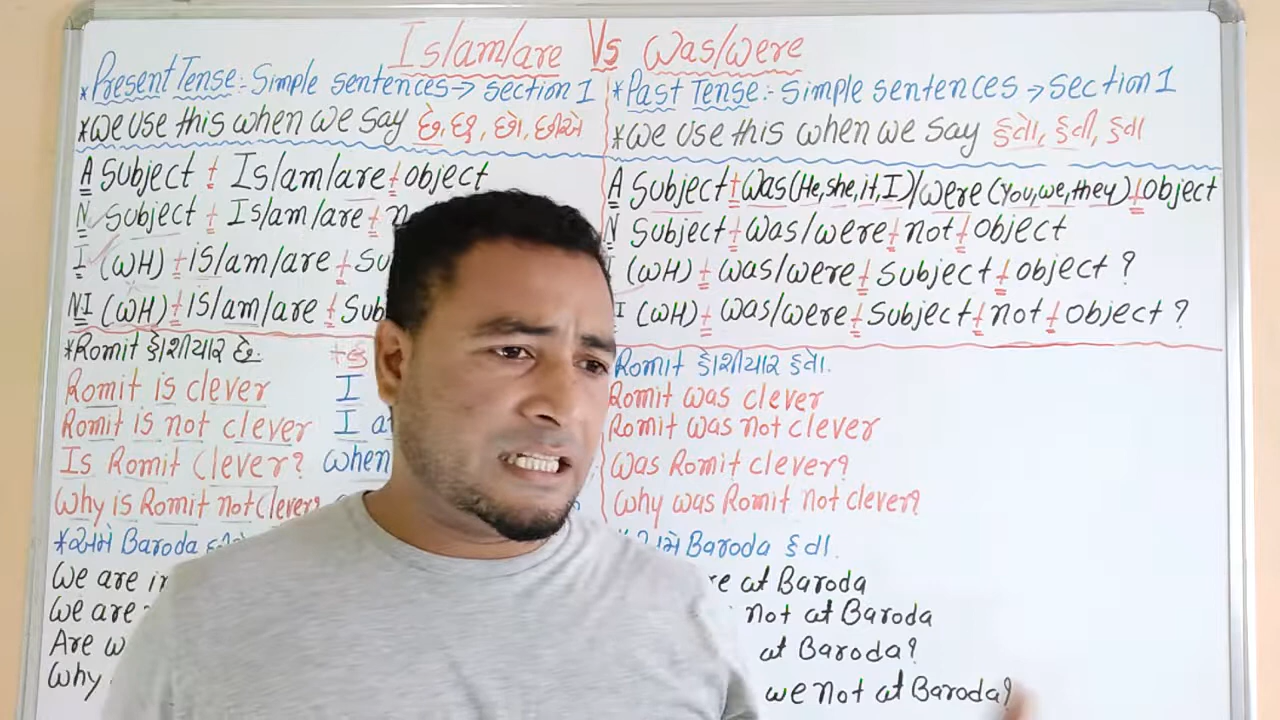 Is/am/are Vs Was/were
*Present Tense:- Simple sentences→ section 1
*we use this when we say છે, છું, છો, છીએ
A Subject + Is/am/are + object
N Subject + Is/am/are +
I (WH) + is/am/are + Su
NI (WH) + Is/am/are + Sub
*Romit હોશીયાર છે.
Romit is clever
Romit is not clever
Is Romit Clever?
Why is Romit not Clever?
I
I a
when
*અમે Baroda
We are in
we are
Are w
Why
*Past Tense:- Simple sentences → section 1
*we use this when we say હતો, હતી, હતા
A Subject + Was (He, she, it, I)/were (You, we, they) + Object
N Subject + was/were + not + object
I (WH) + was/were + subject + object ?
I (WH) + was/were + Subject + not + Object ?
Romit હોશીયાર હતો.
Romit was clever
Romit was not clever
Was Romit clever?
Why was Romit not clever?
Baroda હતા.
re at Baroda
not at Baroda
at Baroda?
we not at Baroda?